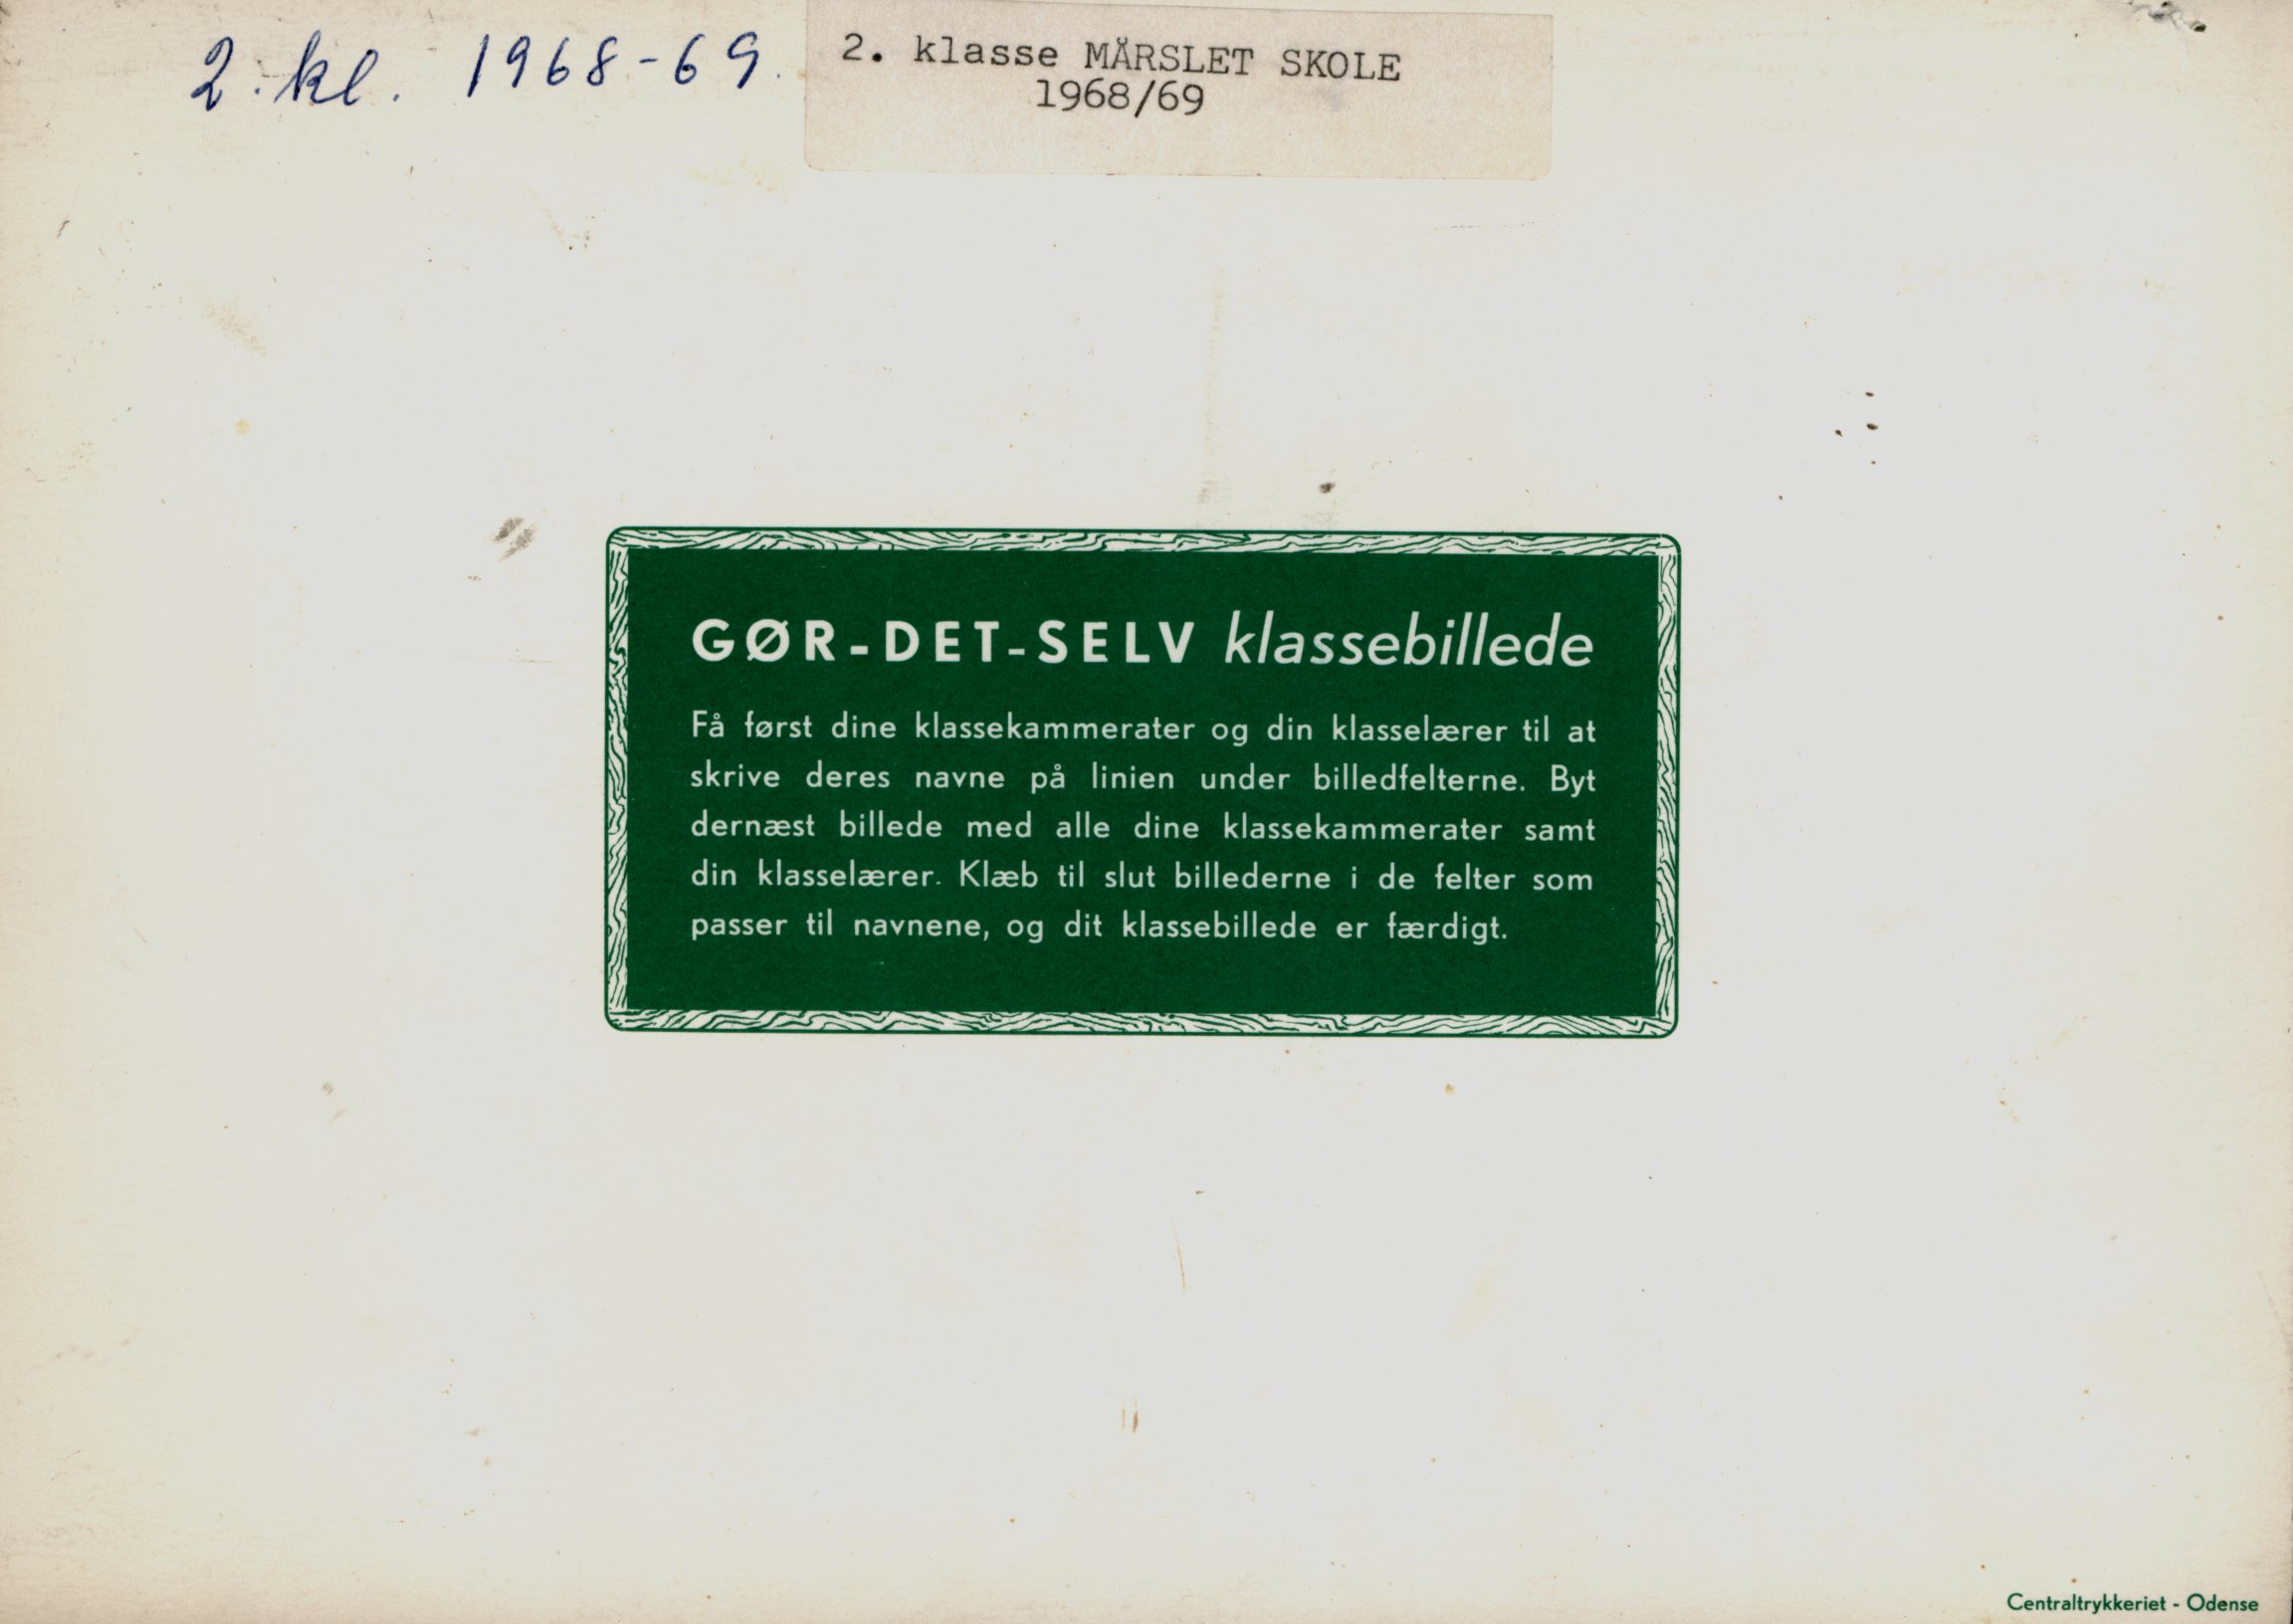 2. kl. 1968-69.
2. klasse MÅRSLET SKOLE
1968/69
GØR-DET-SELV klassebillede
Få først dine klassekammerater og din klasselærer til at
skrive deres navne på linien under billedfelterne. Byt
dernæst billede med alle dine klassekammerater samt
din klasselærer. Klæb til slut billederne i de felter som
passer til navnene, og dit klassebillede er færdigt.
Centraltrykkeriet - Odense